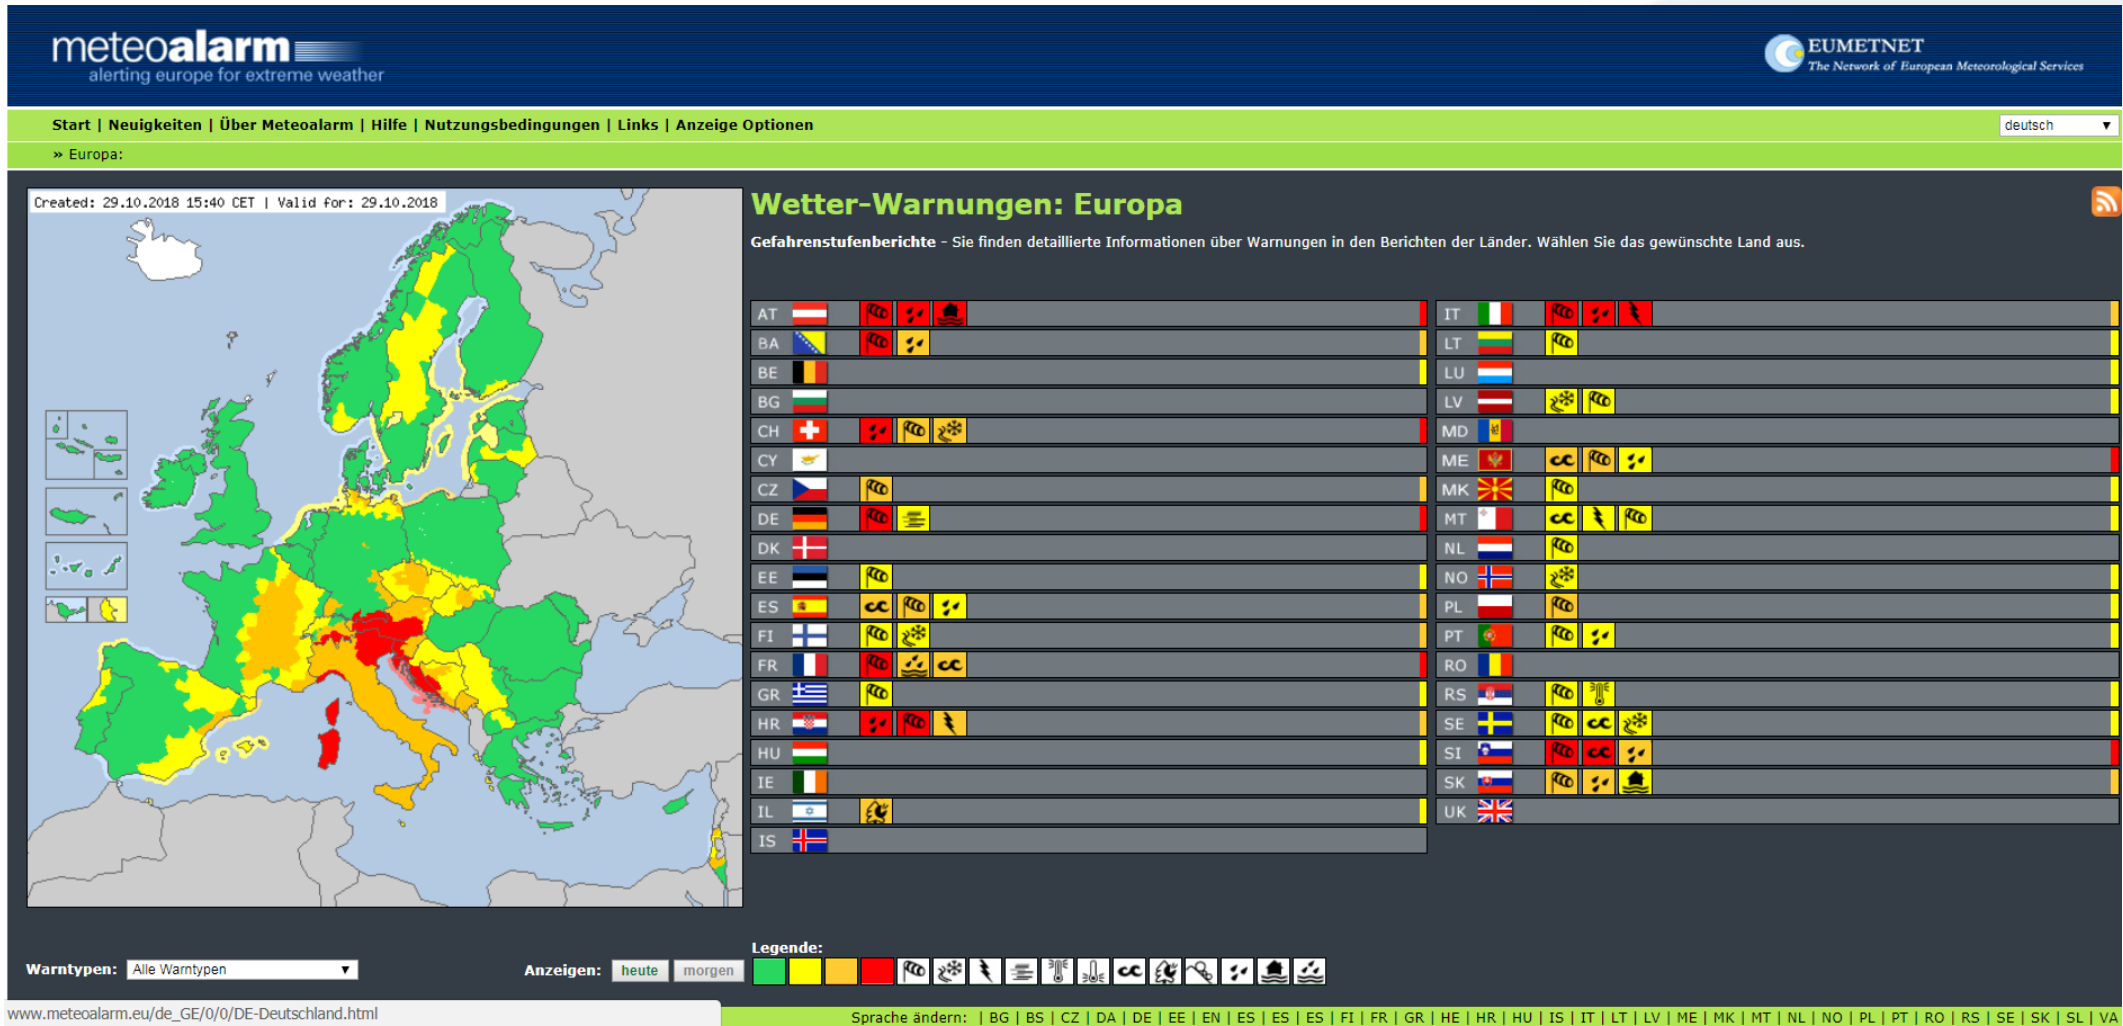 meteoalarm
alerting europe for extreme weather
EUMETNET
The Network of European Meteorological Services
Start | Neuigkeiten | Über Meteoalarm | Hilfe | Nutzungsbedingungen | Links | Anzeige Optionen
deutsch
» Europa:
Created: 29.10.2018 15:40 CET | Valid for: 29.10.2018
Wetter-Warnungen: Europa
Gefahrenstufenberichte - Sie finden detaillierte Informationen über Warnungen in den Berichten der Länder. Wählen Sie das gewünschte Land aus.
AT
BA
BE
BG
CH
CY
CZ
DE
DK
EE
ES
FI
FR
GR
HR
HU
IE
IL
IS
IT
LT
LU
LV
MD
ME
MK
MT
NL
NO
PL
PT
RO
RS
SE
SI
SK
UK
Warntypen: Alle Warntypen
Anzeigen: heute morgen
Legende:
www.meteoalarm.eu/de_GE/0/0/DE-Deutschland.html
Sprache ändern: | BG | BS | CZ | DA | DE | EE | EN | ES | ES | ES | FI | FR | GR | HE | HR | HU | IS | IT | LT | LV | ME | MK | MT | NL | NO | PL | PT | RO | RS | SE | SK | SL | VA